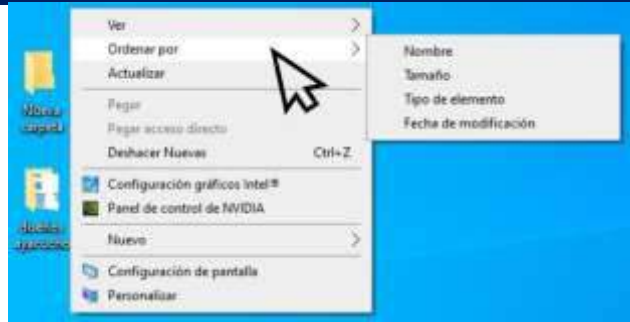 Ver
Ordenar por
Actualizar
Pegar
Pegar acceso directo
Deshacer Nuevas Ctrl+Z
Configuración gráficos Intel®
Panel de control de NVIDIA
Nuevo
Configuración de pantalla
Personalizar
Nombre
Tamaño
Tipo de elemento
Fecha de modificación
Nueva
carpeta
ayacucho